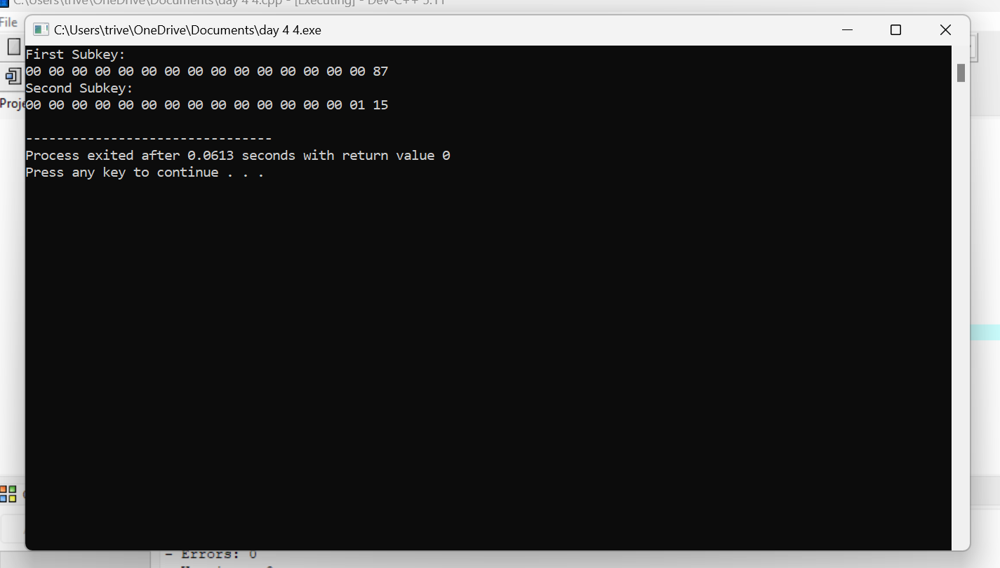 C:\Users\trive\OneDrive\Documents\day 4 4.cpp - [Executing] - Dev-C++ 5.11
File
C:\Users\trive\OneDrive\Documents\day 4 4.exe
First Subkey:
00 00 00 00 00 00 00 00 00 00 00 00 00 00 00 87
Second Subkey:
Proje
00 00 00 00 00 00 00 00 00 00 00 00 00 00 01 15
--------------------------------
Process exited after 0.0613 seconds with return value 0
Press any key to continue . . .
- Errors: 0